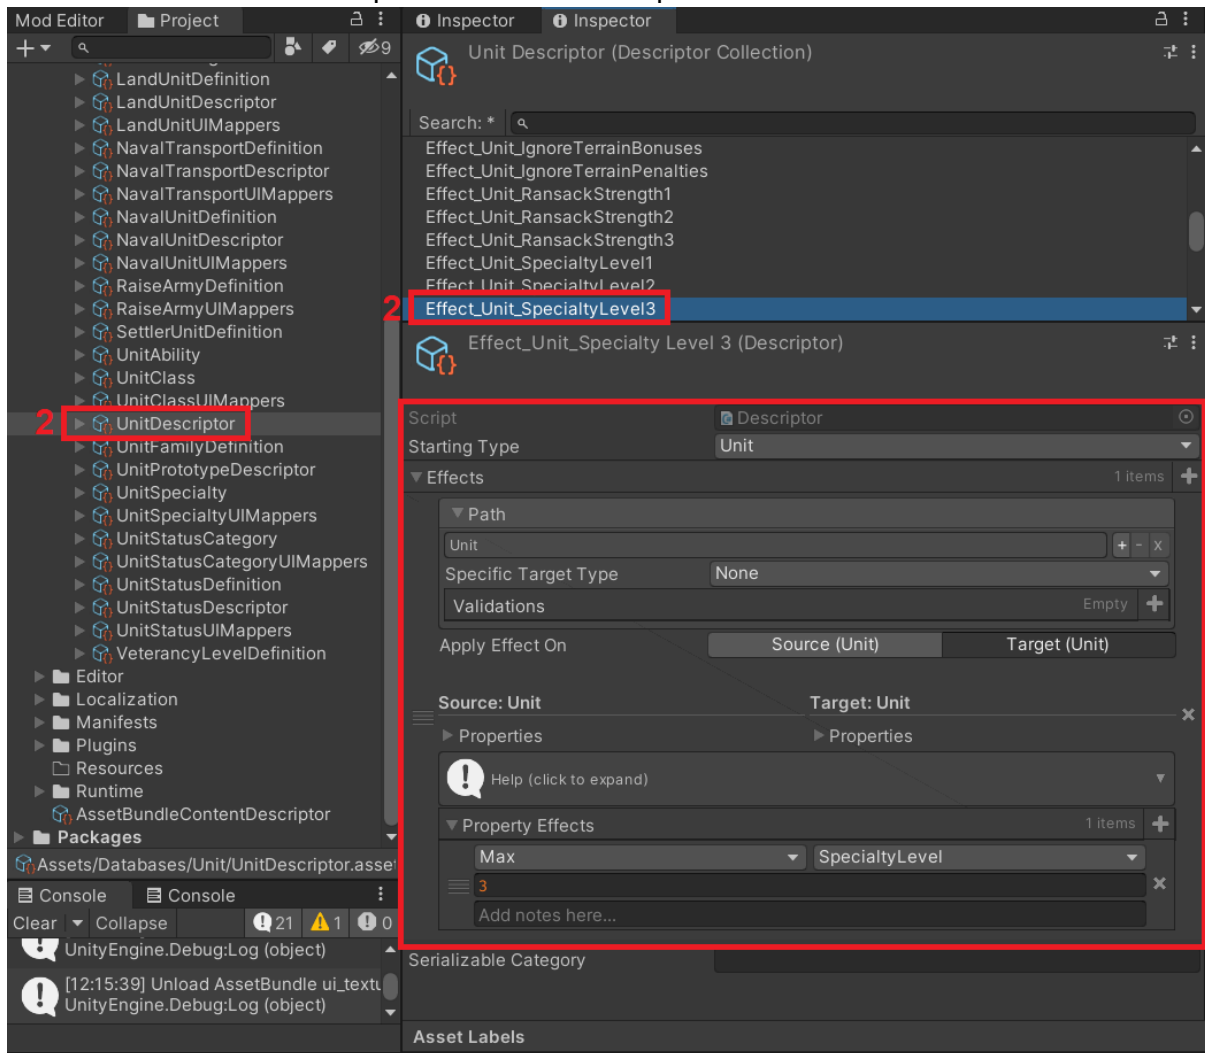 Mod Editor
Project
9
LandUnitDefinition
LandUnitDescriptor
LandUnitUIMappers
NavalTransportDefinition
NavalTransportDescriptor
NavalTransportUIMappers
NavalUnitDefinition
NavalUnitDescriptor
NavalUnitUIMappers
RaiseArmyDefinition
RaiseArmyUIMappers
SettlerUnitDefinition
UnitAbility
UnitClass
UnitClassUIMappers
2
UnitDescriptor
UnitFamilyDefinition
UnitPrototypeDescriptor
UnitSpecialty
UnitSpecialtyUIMappers
UnitStatusCategory
UnitStatusCategoryUIMappers
UnitStatusDefinition
UnitStatusDescriptor
UnitStatusUIMappers
VeterancyLevelDefinition
Editor
Localization
Manifests
Plugins
Resources
Runtime
AssetBundleContentDescriptor
Packages
Assets/Databases/Unit/UnitDescriptor.asset
Console Console
Clear Collapse 21 1 0
UnityEngine.Debug:Log (object)
[12:15:39] Unload AssetBundle ui_textu
UnityEngine.Debug:Log (object)
Inspector Inspector
Unit Descriptor (Descriptor Collection)
Search: *
Effect_Unit_IgnoreTerrainBonuses
Effect_Unit_IgnoreTerrainPenalties
Effect_Unit_RansackStrength1
Effect_Unit_RansackStrength2
Effect_Unit_RansackStrength3
Effect_Unit_SpecialtyLevel1
Effect_Unit_SpecialtyLevel2
2
Effect_Unit_SpecialtyLevel3
Effect_Unit_Specialty Level 3 (Descriptor)
Script Descriptor
Starting Type Unit
Effects 1 items
Path
Unit + - x
Specific Target Type None
Validations Empty
Apply Effect On Source (Unit) Target (Unit)
Source: Unit Target: Unit
Properties Properties
Help (click to expand)
Property Effects 1 items
Max SpecialtyLevel
3
Add notes here...
Serializable Category
Asset Labels